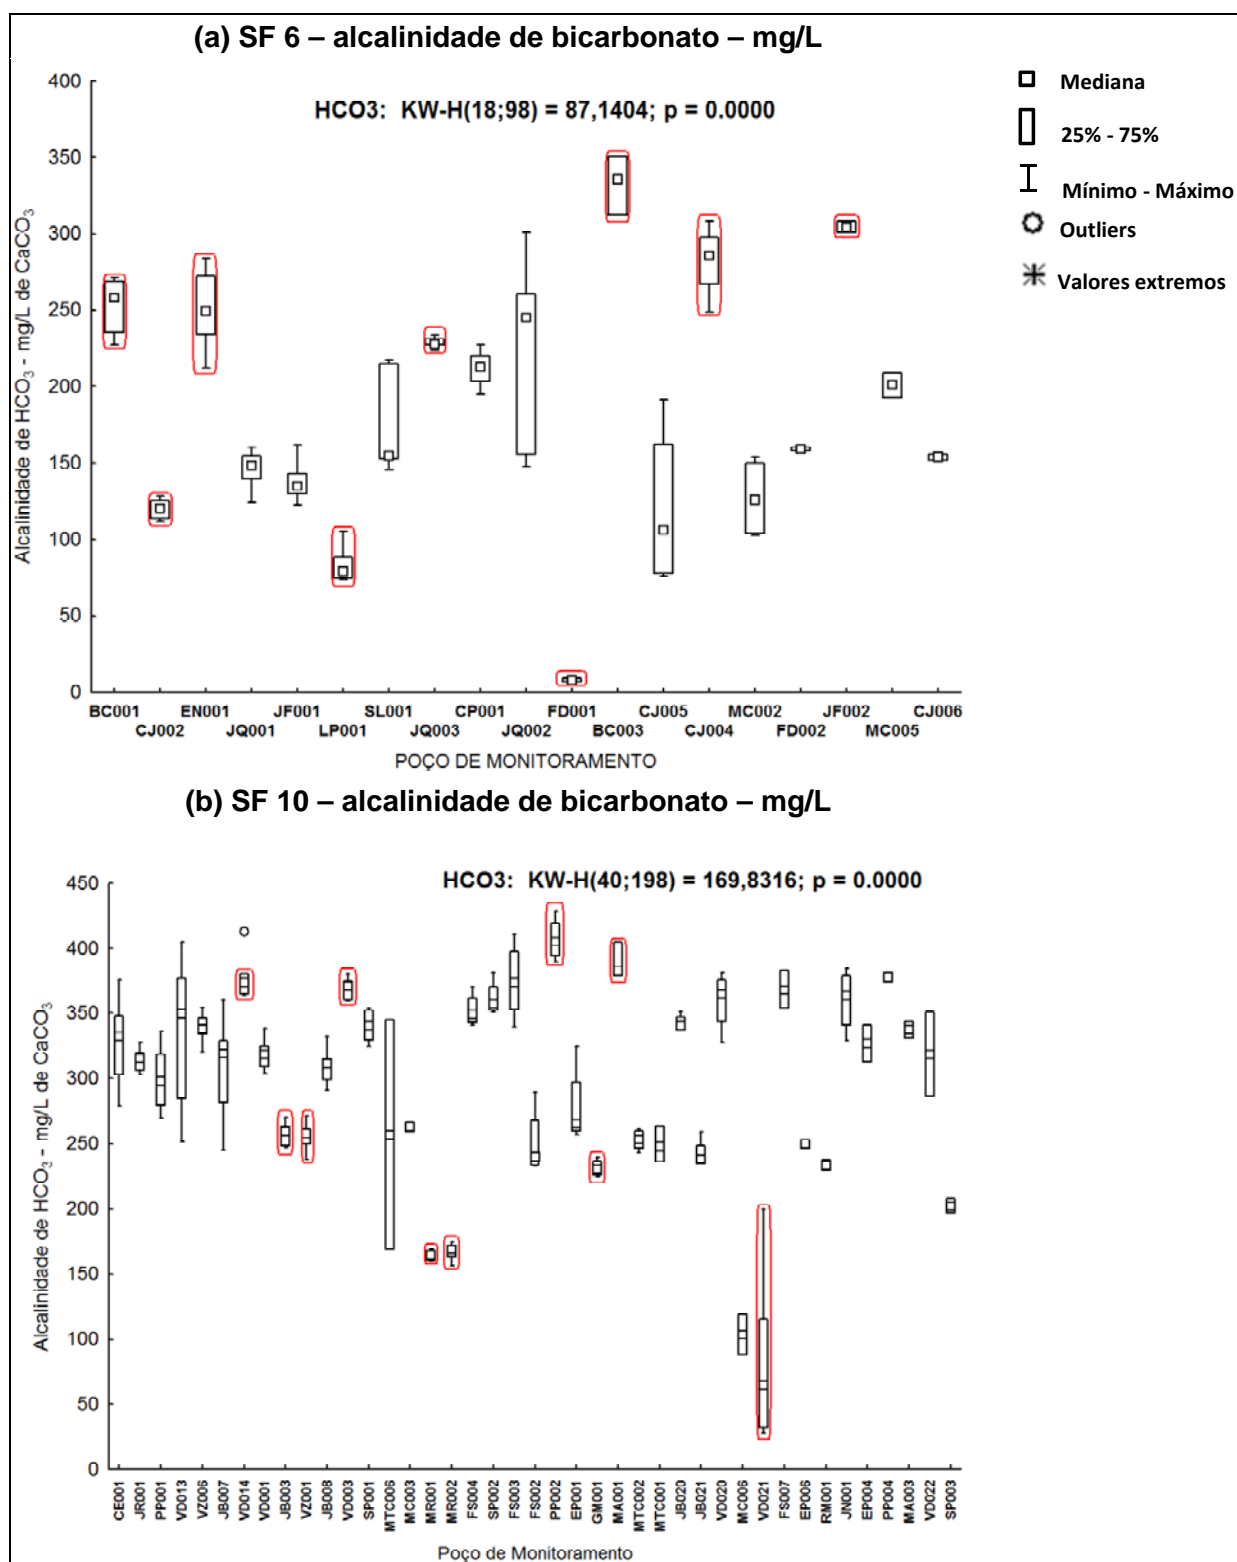 (a) SF 6 – alcalinidade de bicarbonato – mg/L
HCO3: KW-H(18;98) = 87,1404; p = 0.0000
Alcalinidade de HCO₃ - mg/L de CaCO₃
400
350
300
250
200
150
100
50
0
BC001 EN001 JF001 SL001 CP001 FD001 CJ005 MC002 JF002 CJ006
CJ002 JQ001 LP001 JQ003 JQ002 BC003 CJ004 FD002 MC005
POÇO DE MONITORAMENTO
Mediana
25% - 75%
Mínimo - Máximo
Outliers
Valores extremos
(b) SF 10 – alcalinidade de bicarbonato – mg/L
HCO3: KW-H(40;198) = 169,8316; p = 0.0000
Alcalinidade de HCO₃ - mg/L de CaCO₃
450
400
350
300
250
200
150
100
50
0
CE001 JR001 PP001 VD013 VZ006 JB007 VD014 VD001 JB003 VZ001 JB008 VD003 SP001 MTC006 MC003 MR001 MR002 FS004 SP002 FS003 FS002 PP002 EP001 GM001 MA001 MTC002 MTC001 JB020 JB021 VD020 MC006 VD021 FS007 EP006 RM001 JN001 EP004 PP004 MA003 VD022 SP003
Poço de Monitoramento